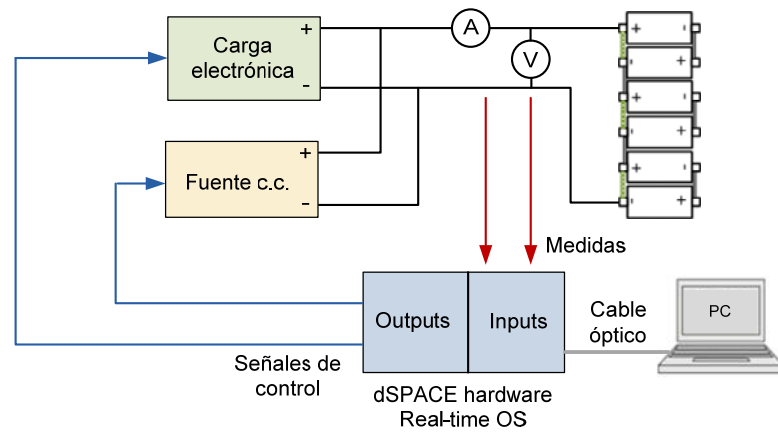 Carga
electrónica
+
-
A
V
Fuente c.c.
+
-
+ -
- +
+ -
- +
+ -
- +
Medidas
Outputs
Inputs
Cable
óptico
PC
Señales de
control
dSPACE hardware
Real-time OS